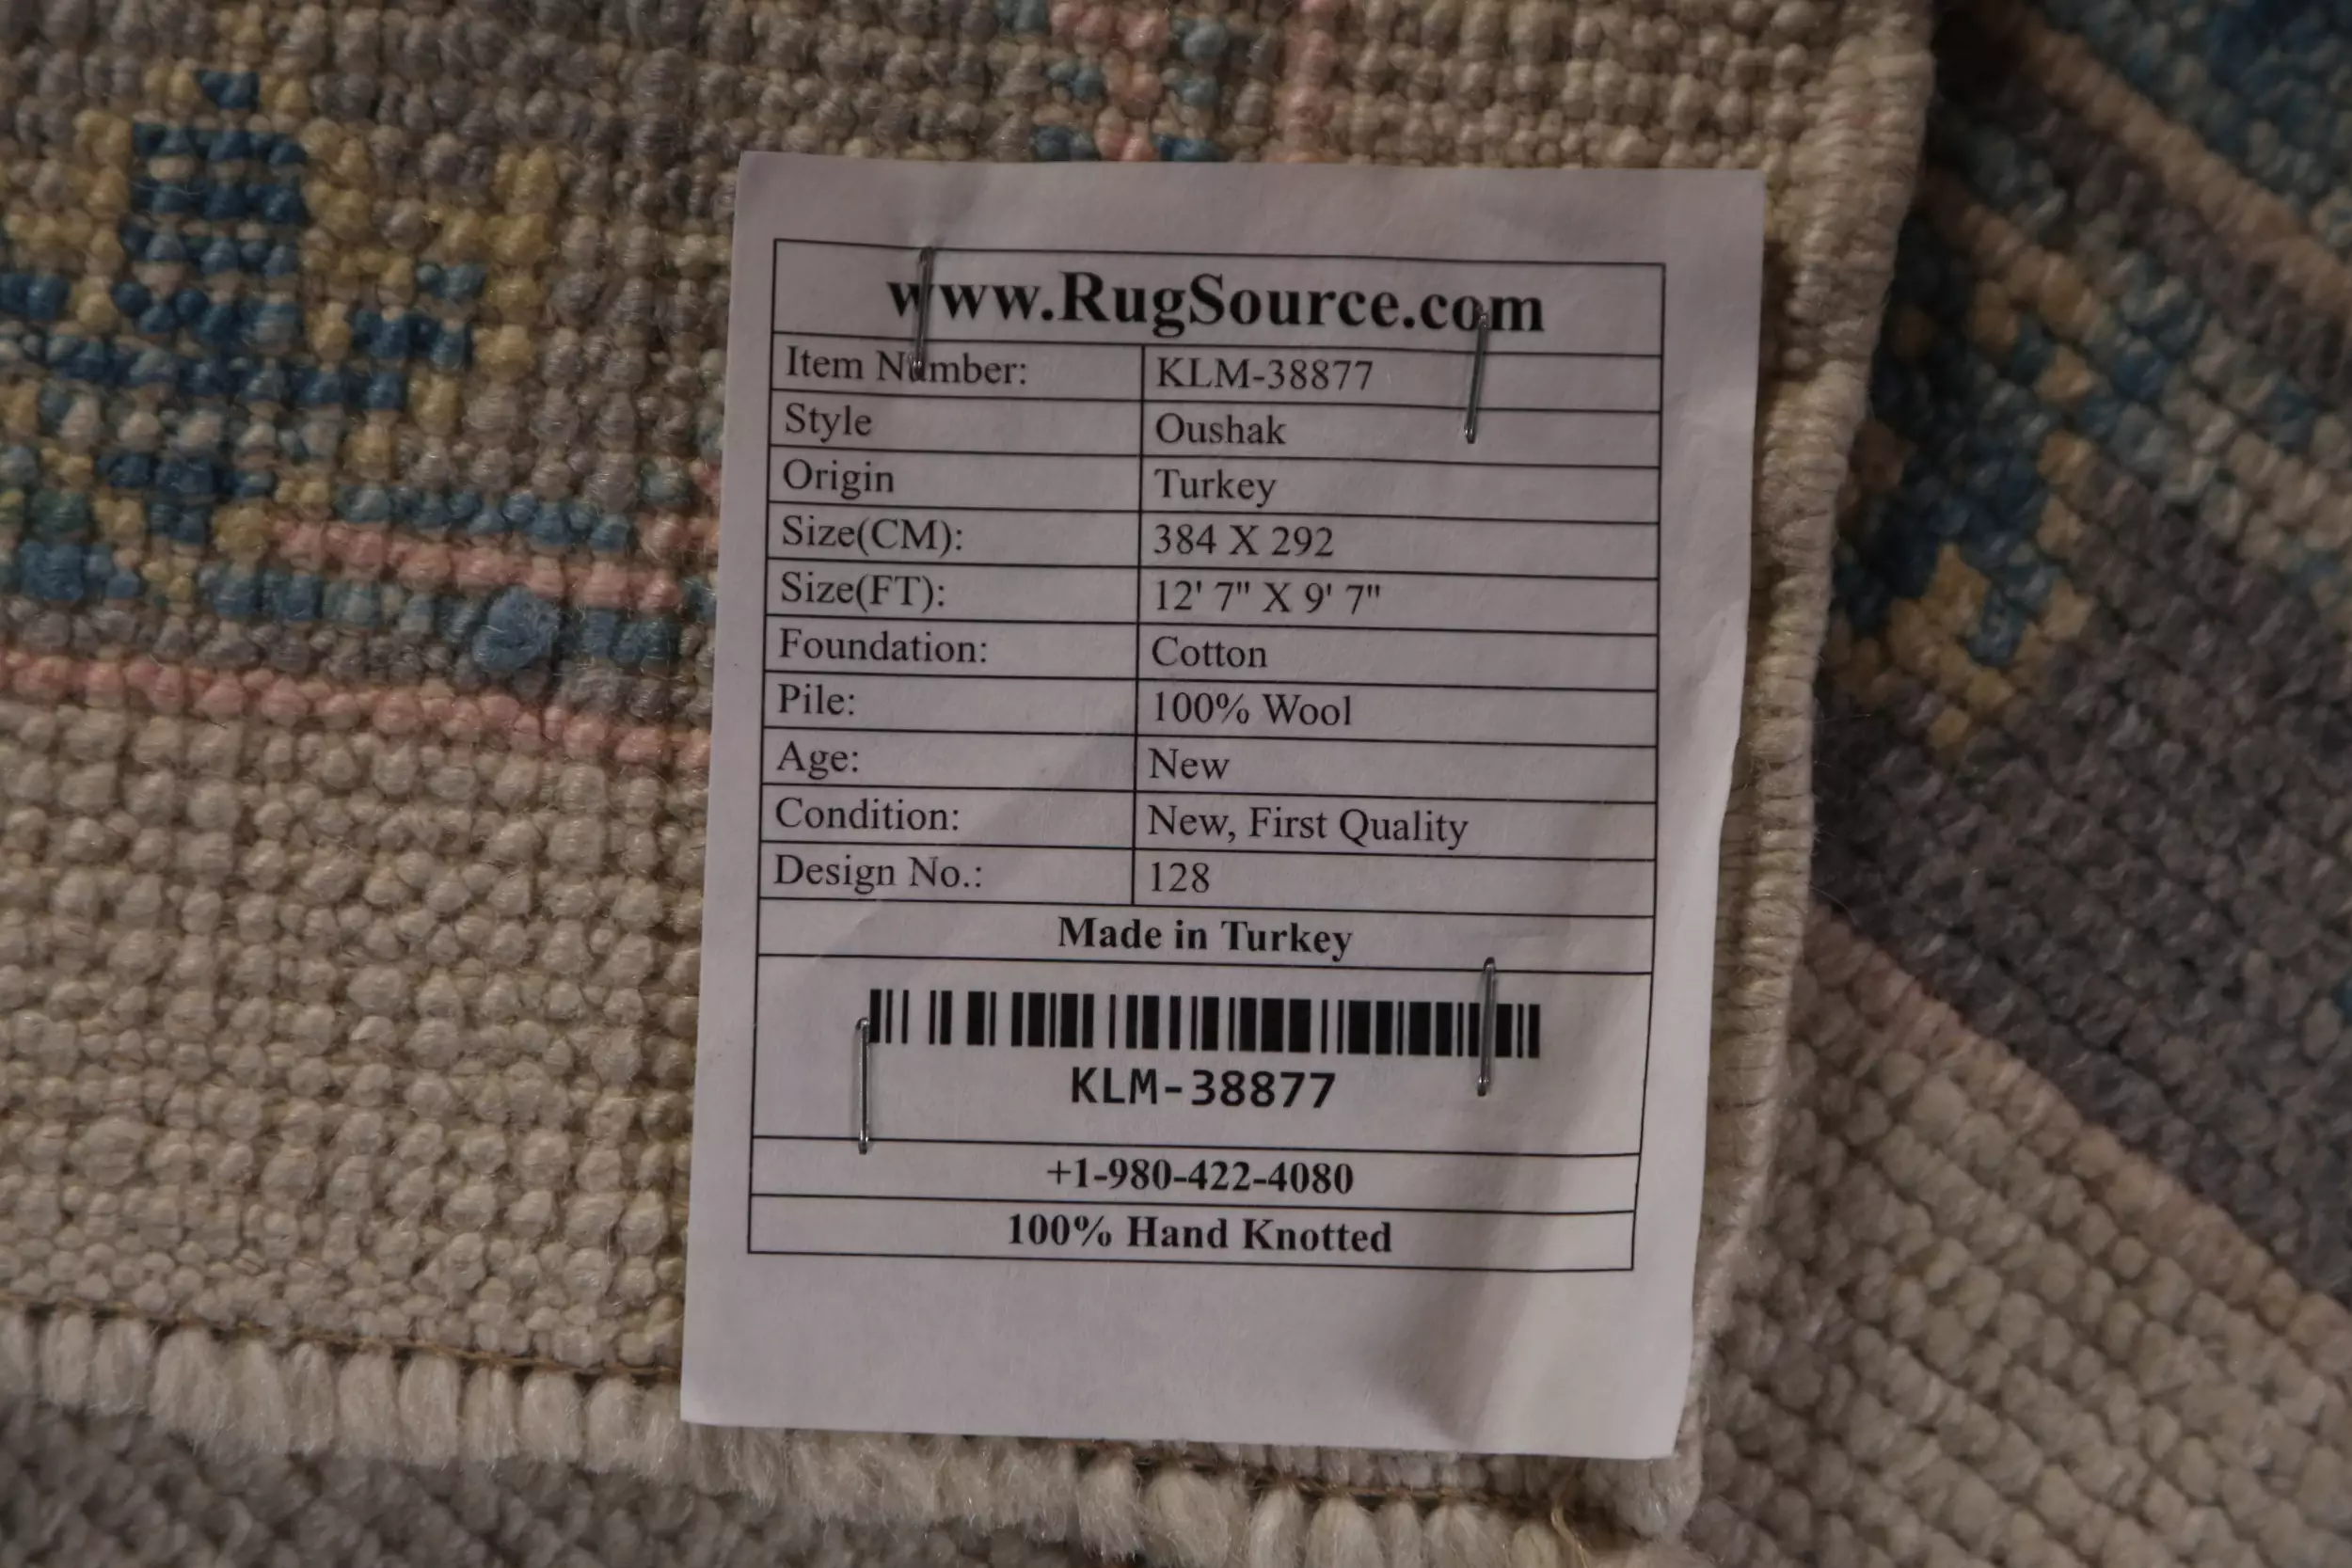 www.RugSource.com
Item Number: KLM-38877
Style Oushak
Origin Turkey
Size(CM): 384 X 292
Size(FT): 12' 7" X 9' 7"
Foundation: Cotton
Pile: 100% Wool
Age: New
Condition: New, First Quality
Design No.: 128
Made in Turkey
KLM-38877
+1-980-422-4080
100% Hand Knotted